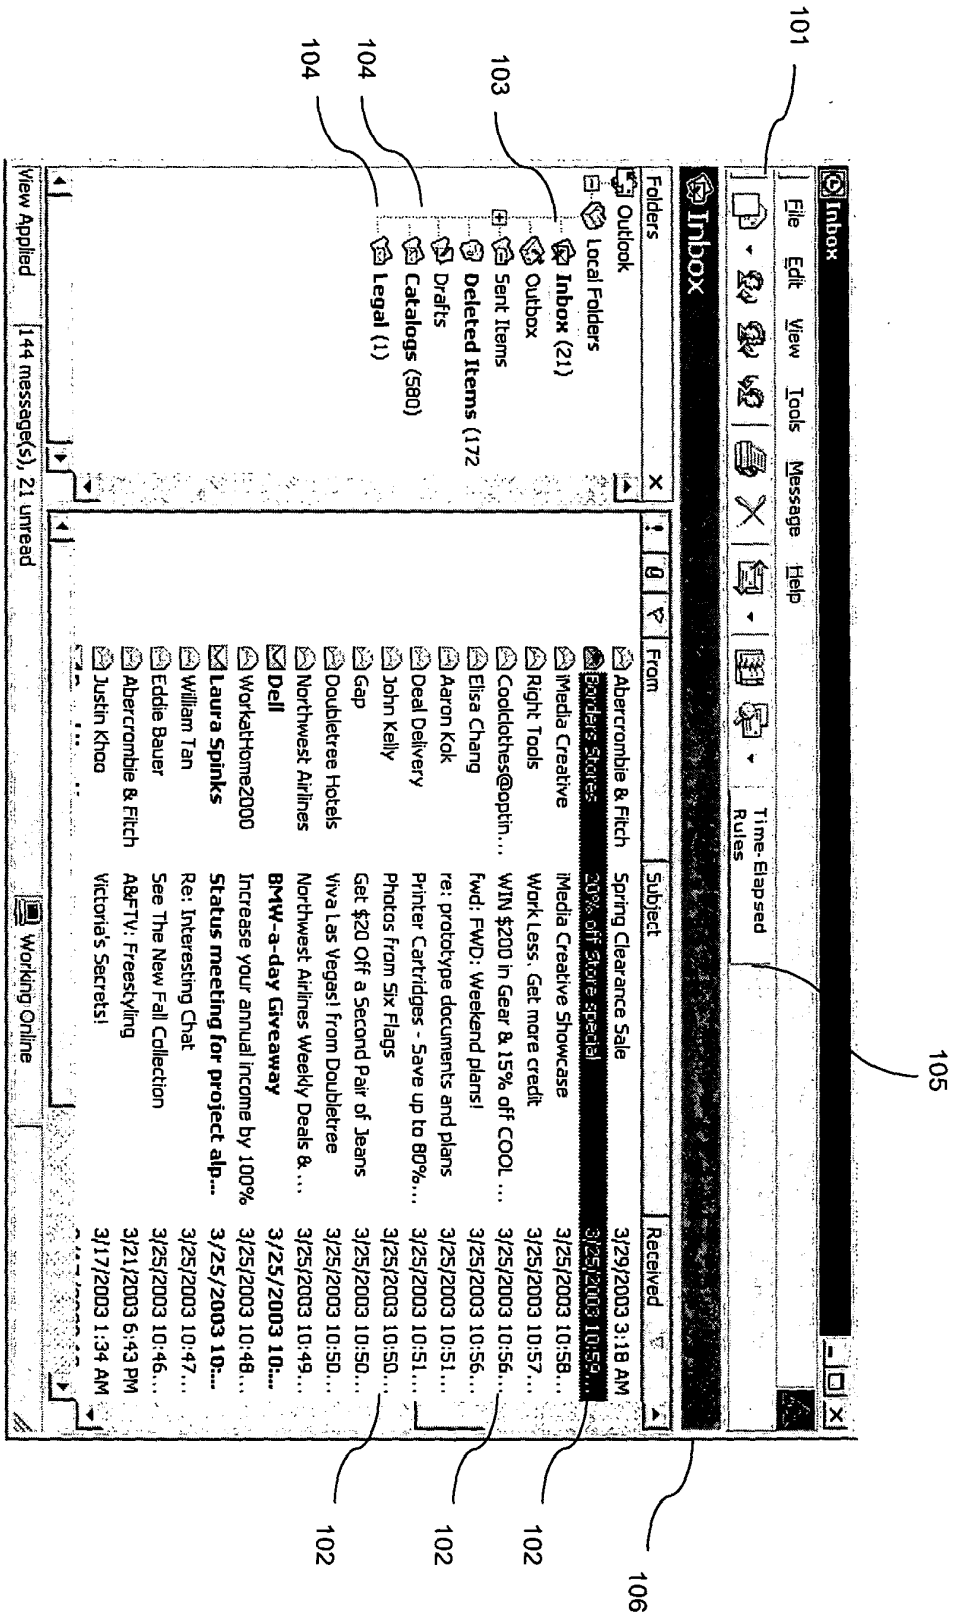 Inbox
File Edit View Tools Message Help
Time-Elapsed
Rules
Inbox
Folders
Outlook
Local Folders
Inbox (21)
Outbox
Sent Items
Deleted Items (172
Drafts
Catalogs (580)
Legal (1)
! From Subject Received
Abercrombie & Fitch Spring Clearance Sale 3/29/2003 3:18 AM
Borders Stores 20% off Store special 3/25/2003 10:59...
iMedia Creative iMedia Creative Showcase 3/25/2003 10:58...
Right Tools Work Less. Get more credit 3/25/2003 10:57...
Coolclothes@optin... WIN $200 in Gear & 15% off COOL ... 3/25/2003 10:56...
Elisa Chang Fwd: FWD: Weekend plans! 3/25/2003 10:56...
Aaron Kok re: prototype documents and plans 3/25/2003 10:51...
Deal Delivery Printer Cartridges - Save up to 80%... 3/25/2003 10:51...
John Kelly Photos from Six Flags 3/25/2003 10:50...
Gap Get $20 Off a Second Pair of Jeans 3/25/2003 10:50...
Doubletree Hotels Viva Las Vegas! from Doubletree 3/25/2003 10:50...
Northwest Airlines Northwest Airlines Weekly Deals & ... 3/25/2003 10:49...
Dell BMW-a-day Giveaway 3/25/2003 10:...
WorkatHome2000 Increase your annual income by 100% 3/25/2003 10:48...
Laura Spinks Status meeting for project alp... 3/25/2003 10:...
William Tan Re: Interesting Chat 3/25/2003 10:47...
Eddie Bauer See The New Fall Collection 3/25/2003 10:46...
Abercrombie & Fitch A&FTV: Freestyling 3/21/2003 6:43 PM
Justin Khoo Victoria's Secrets! 3/17/2003 1:34 AM
View Applied 144 message(s), 21 unread Working Online
101
103
104
104
105
106
102
102
102